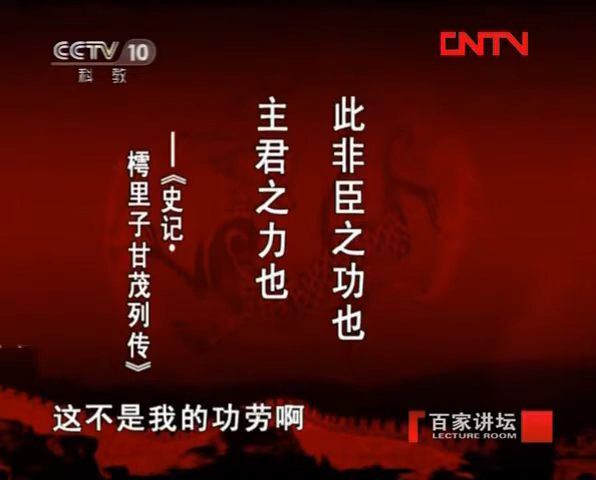 CCTV 10
科教
CNTV
此非臣之功也
主君之力也
——《史记·
樗里子甘茂列传》
这不是我的功劳啊
百家讲坛
LECTURE ROOM